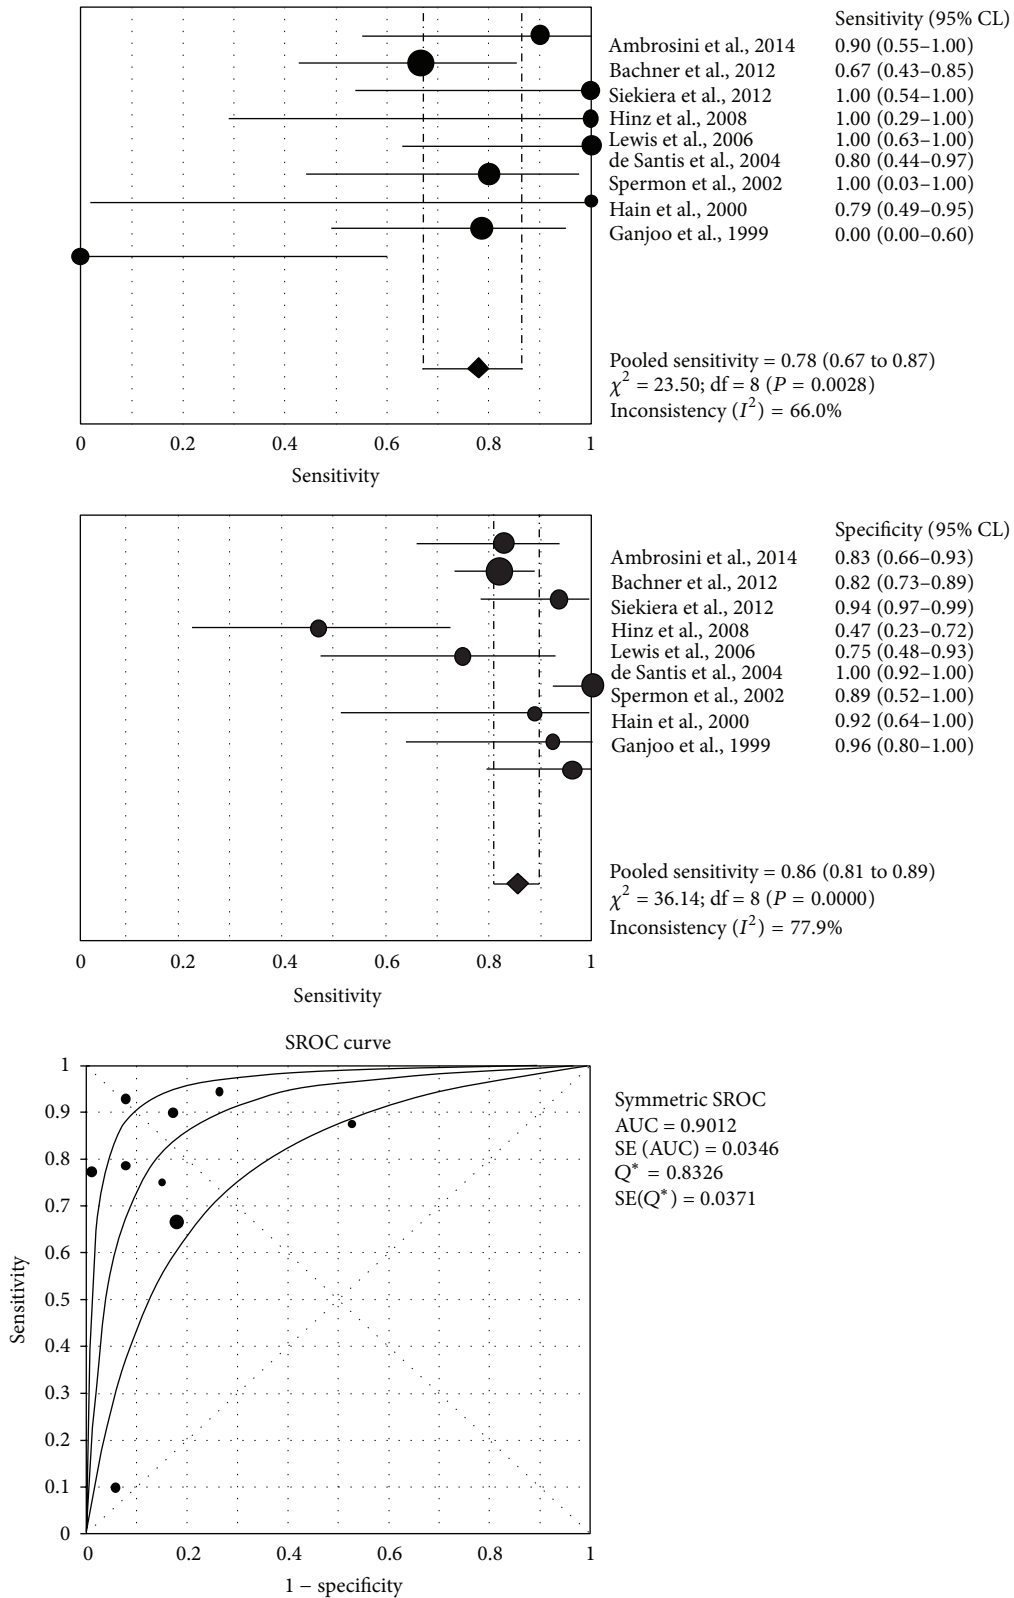 Sensitivity (95% CL)
Ambrosini et al., 2014 0.90 (0.55–1.00)
Bachner et al., 2012 0.67 (0.43–0.85)
Siekiera et al., 2012 1.00 (0.54–1.00)
Hinz et al., 2008 1.00 (0.29–1.00)
Lewis et al., 2006 1.00 (0.63–1.00)
de Santis et al., 2004 0.80 (0.44–0.97)
Spermon et al., 2002 1.00 (0.03–1.00)
Hain et al., 2000 0.79 (0.49–0.95)
Ganjoo et al., 1999 0.00 (0.00–0.60)
Pooled sensitivity = 0.78 (0.67 to 0.87)
χ² = 23.50; df = 8 (P = 0.0028)
Inconsistency (I²) = 66.0%
0 0.2 0.4 0.6 0.8 1
Sensitivity
Specificity (95% CL)
Ambrosini et al., 2014 0.83 (0.66–0.93)
Bachner et al., 2012 0.82 (0.73–0.89)
Siekiera et al., 2012 0.94 (0.97–0.99)
Hinz et al., 2008 0.47 (0.23–0.72)
Lewis et al., 2006 0.75 (0.48–0.93)
de Santis et al., 2004 1.00 (0.92–1.00)
Spermon et al., 2002 0.89 (0.52–1.00)
Hain et al., 2000 0.92 (0.64–1.00)
Ganjoo et al., 1999 0.96 (0.80–1.00)
Pooled sensitivity = 0.86 (0.81 to 0.89)
χ² = 36.14; df = 8 (P = 0.0000)
Inconsistency (I²) = 77.9%
0 0.2 0.4 0.6 0.8 1
Sensitivity
SROC curve
1
0.9
0.8
0.7
0.6
0.5
0.4
0.3
0.2
0.1
0
Sensitivity
0 0.2 0.4 0.6 0.8 1
1 − specificity
Symmetric SROC
AUC = 0.9012
SE (AUC) = 0.0346
Q* = 0.8326
SE(Q*) = 0.0371